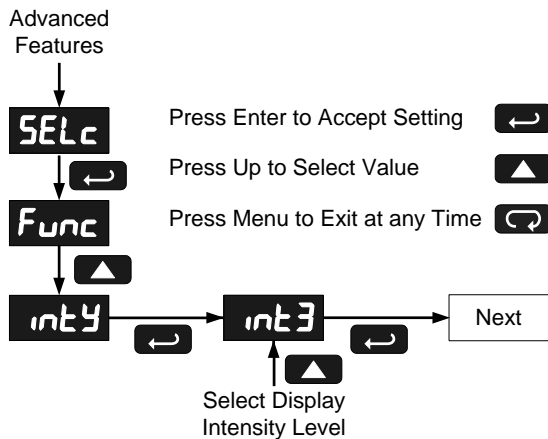 Advanced
Features
SELc
Press Enter to Accept Setting
Press Up to Select Value
Func
Press Menu to Exit at any Time
intY
int3
Next
Select Display
Intensity Level